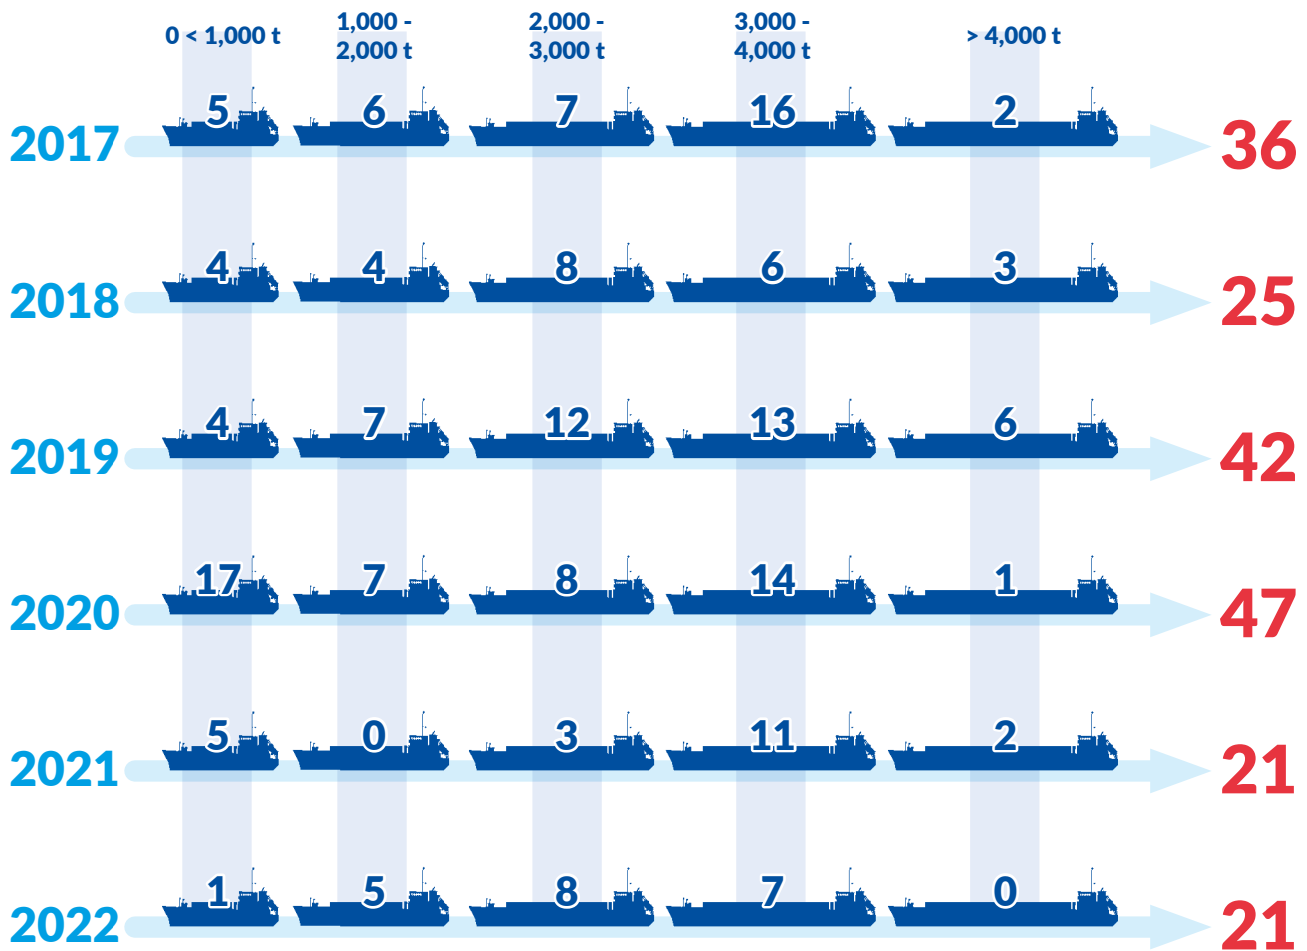 0 < 1,000 t
1,000 -
2,000 t
2,000 -
3,000 t
3,000 -
4,000 t
> 4,000 t
2017 5 6 7 16 2 36
2018 4 4 8 6 3 25
2019 4 7 12 13 6 42
2020 17 7 8 14 1 47
2021 5 0 3 11 2 21
2022 1 5 8 7 0 21